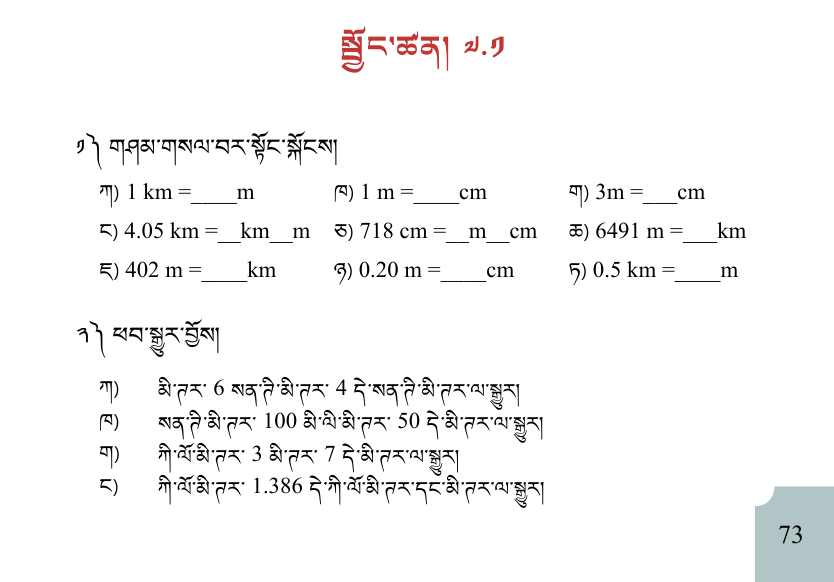 སྦྱོང་ཚན། ༧.༡
༡༽ གཤམ་གསལ་བར་སྟོང་སྐོངས།
ཀ) 1 km =____m ཁ) 1 m =____cm ག) 3m =___cm
ང) 4.05 km =__km__m ཅ) 718 cm =__m__cm ཆ) 6491 m =___km
ཇ) 402 m =____km ཉ) 0.20 m =____cm ཏ) 0.5 km =____m
༢༽ ཕབ་སྒྱུར་བྱོས།
ཀ) མི་ཊར་ 6 སན་ཊི་མི་ཊར་ 4 དེ་སན་ཊི་མི་ཊར་ལ་སྒྱུར།
ཁ) སན་ཊི་མི་ཊར་ 100 མི་ལི་མི་ཊར་ 50 དེ་མི་ཊར་ལ་སྒྱུར།
ག) ཀི་ལོ་མི་ཊར་ 3 མི་ཊར་ 7 དེ་མི་ཊར་ལ་སྒྱུར།
ང) ཀི་ལོ་མི་ཊར་ 1.386 དེ་ཀི་ལོ་མི་ཊར་དང་མི་ཊར་ལ་སྒྱུར།
73